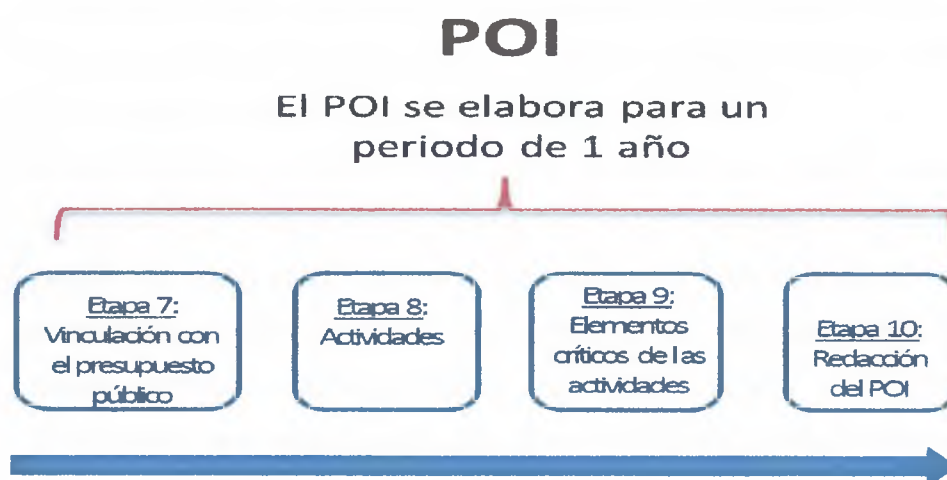 POI
El POI se elabora para un
periodo de 1 año
Etapa 7:
Vinculación con
el presupuesto
público
Etapa 8:
Actividades
Etapa 9:
Elementos
críticos de las
actividades
Etapa 10:
Redacción
del POI